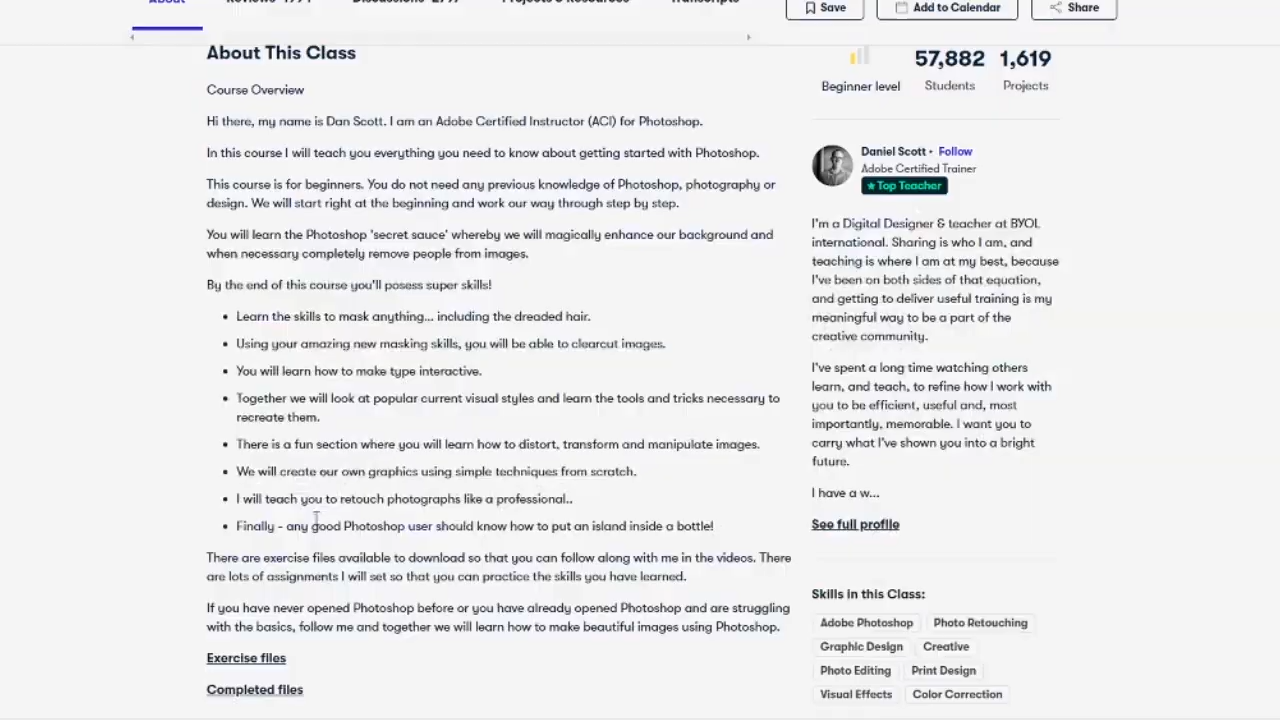 About
Save
Add to Calendar
Share
About This Class
Course Overview
Hi there, my name is Dan Scott. I am an Adobe Certified Instructor (ACI) for Photoshop.
In this course I will teach you everything you need to know about getting started with Photoshop.
This course is for beginners. You do not need any previous knowledge of Photoshop, photography or
design. We will start right at the beginning and work our way through step by step.
You will learn the Photoshop 'secret sauce' whereby we will magically enhance our background and
when necessary completely remove people from images.
By the end of this course you'll posess super skills!
Learn the skills to mask anything... including the dreaded hair.
Using your amazing new masking skills, you will be able to clearcut images.
You will learn how to make type interactive.
Together we will look at popular current visual styles and learn the tools and tricks necessary to
recreate them.
There is a fun section where you will learn how to distort, transform and manipulate images.
We will create our own graphics using simple techniques from scratch.
I will teach you to retouch photographs like a professional..
Finally - any good Photoshop user should know how to put an island inside a bottle!
There are exercise files available to download so that you can follow along with me in the videos. There
are lots of assignments I will set so that you can practice the skills you have learned.
If you have never opened Photoshop before or you have already opened Photoshop and are struggling
with the basics, follow me and together we will learn how to make beautiful images using Photoshop.
Exercise files
Completed files
57,882 1,619
Beginner level Students Projects
Daniel Scott • Follow
Adobe Certified Trainer
★ Top Teacher
I'm a Digital Designer & teacher at BYOL
international. Sharing is who I am, and
teaching is where I am at my best, because
I've been on both sides of that equation,
and getting to deliver useful training is my
meaningful way to be a part of the
creative community.
I've spent a long time watching others
learn, and teach, to refine how I work with
you to be efficient, useful and, most
importantly, memorable. I want you to
carry what I've shown you into a bright
future.
I have a w...
See full profile
Skills in this Class:
Adobe Photoshop Photo Retouching
Graphic Design Creative
Photo Editing Print Design
Visual Effects Color Correction